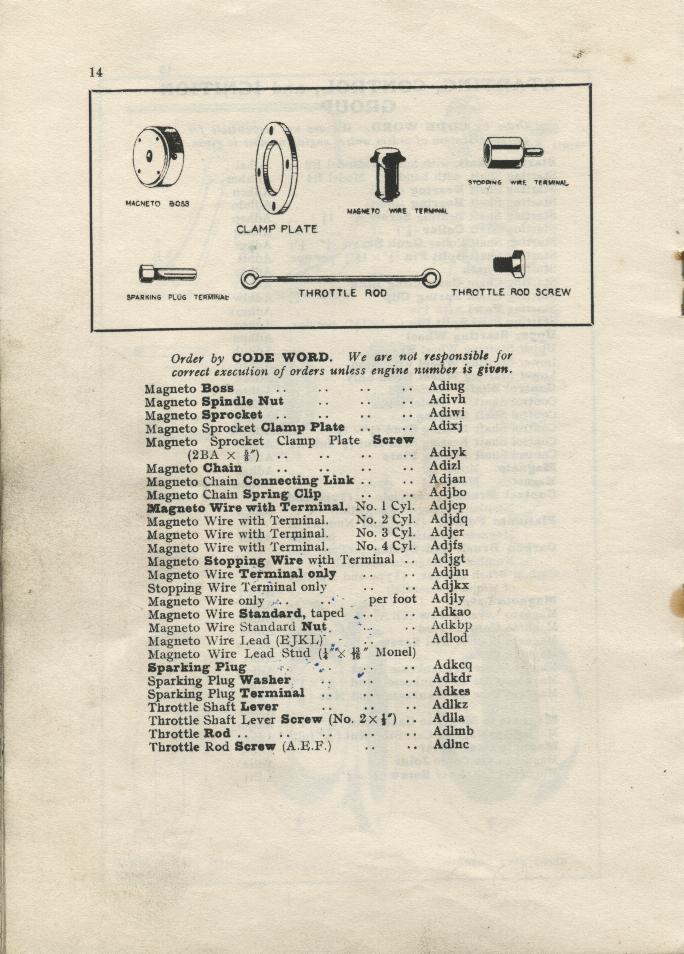 14
MAGNETO BOSS
CLAMP PLATE
MAGNETO WIRE TERMINAL
STOPPING WIRE TERMINAL
SPARKING PLUG TERMINAL
THROTTLE ROD
THROTTLE ROD SCREW
Order by CODE WORD. We are not responsible for
correct execution of orders unless engine number is given.
Magneto Boss .. .. .. .. Adiug
Magneto Spindle Nut .. .. .. Adivh
Magneto Sprocket .. .. .. .. Adiwi
Magneto Sprocket Clamp Plate .. .. Adixj
Magneto Sprocket Clamp Plate Screw
(2BA × ⅜″) .. .. .. .. Adiyk
Magneto Chain .. .. .. .. Adizl
Magneto Chain Connecting Link .. .. Adjan
Magneto Chain Spring Clip .. .. Adjbo
Magneto Wire with Terminal. No. 1 Cyl. Adjcp
Magneto Wire with Terminal. No. 2 Cyl. Adjdq
Magneto Wire with Terminal. No. 3 Cyl. Adjer
Magneto Wire with Terminal. No. 4 Cyl. Adjfs
Magneto Stopping Wire with Terminal .. Adjgt
Magneto Wire Terminal only .. .. Adjhu
Stopping Wire Terminal only .. .. Adjkx
Magneto Wire only .. .. per foot Adjly
Magneto Wire Standard, taped .. .. Adkao
Magneto Wire Standard Nut .. .. Adkbp
Magneto Wire Lead (EJKL) .. .. .. Adlod
Magneto Wire Lead Stud (¼″ × 13/16″ Monel)
Sparking Plug .. .. .. .. Adkcq
Sparking Plug Washer .. .. .. Adkdr
Sparking Plug Terminal .. .. .. Adkes
Throttle Shaft Lever .. .. .. Adlkz
Throttle Shaft Lever Screw (No. 2 × ¼″) .. Adlla
Throttle Rod .. .. .. .. .. Adlmb
Throttle Rod Screw (A.E.F.) .. .. Adlnc